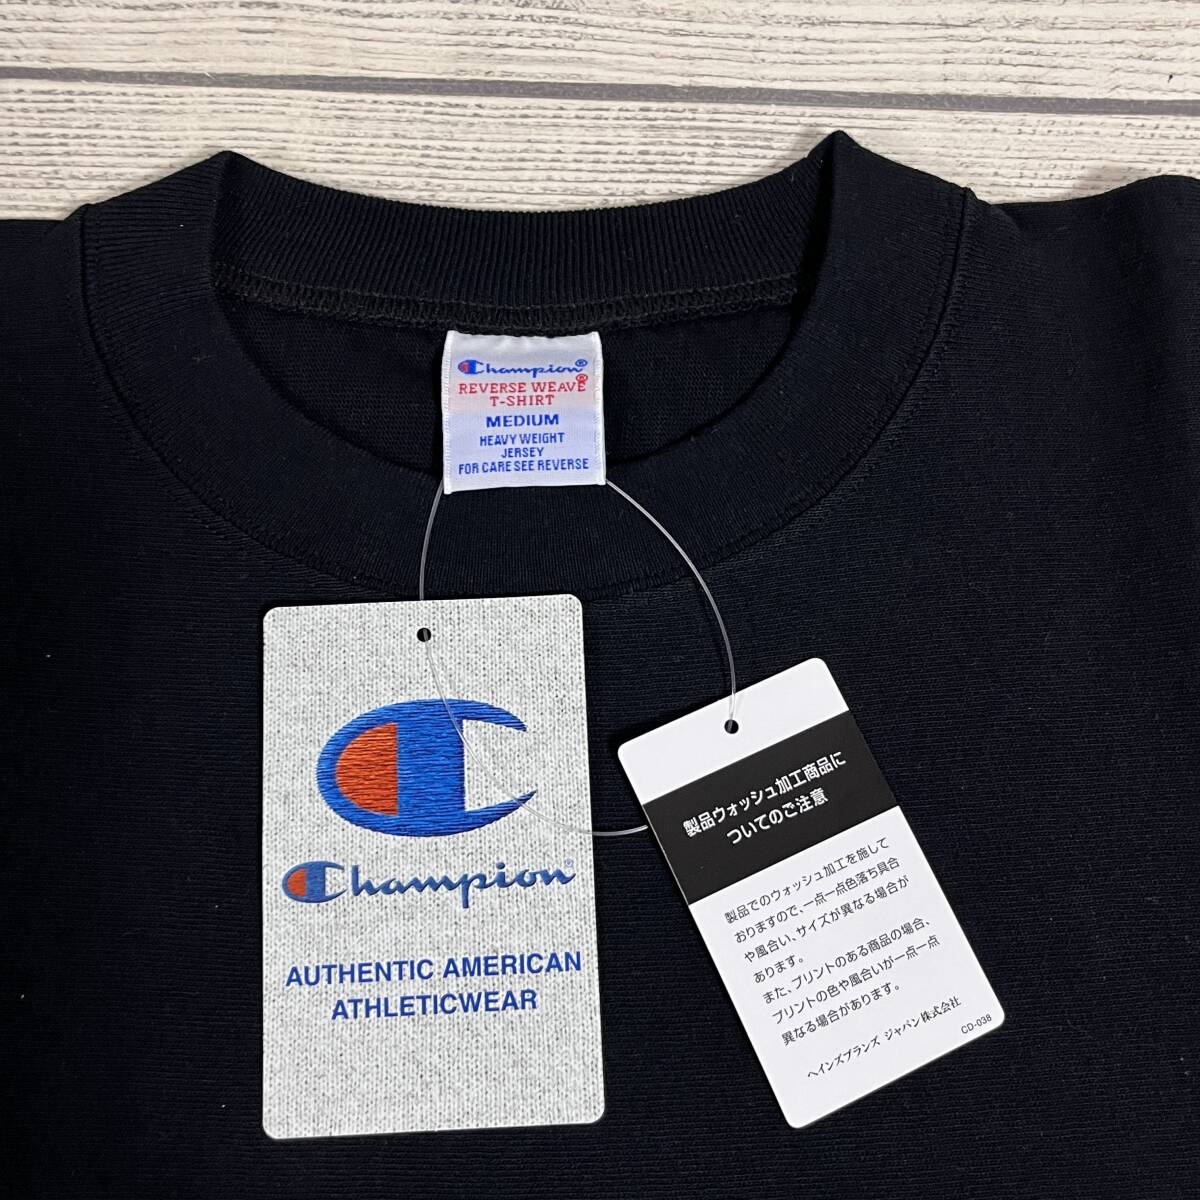 Champion®
REVERSE WEAVE®
T-SHIRT
MEDIUM
HEAVY WEIGHT
JERSEY
FOR CARE SEE REVERSE
Champion®
AUTHENTIC AMERICAN
ATHLETICWEAR
製品ウォッシュ加工商品に
ついてのご注意
製品でのウォッシュ加工を施して
おりますので、一点一点色落ち具合
や風合い、サイズが異なる場合が
あります。
また、プリントのある商品の場合、
プリントの色や風合いが一点一点
異なる場合があります。
ヘインズブランズ ジャパン株式会社
CD-038